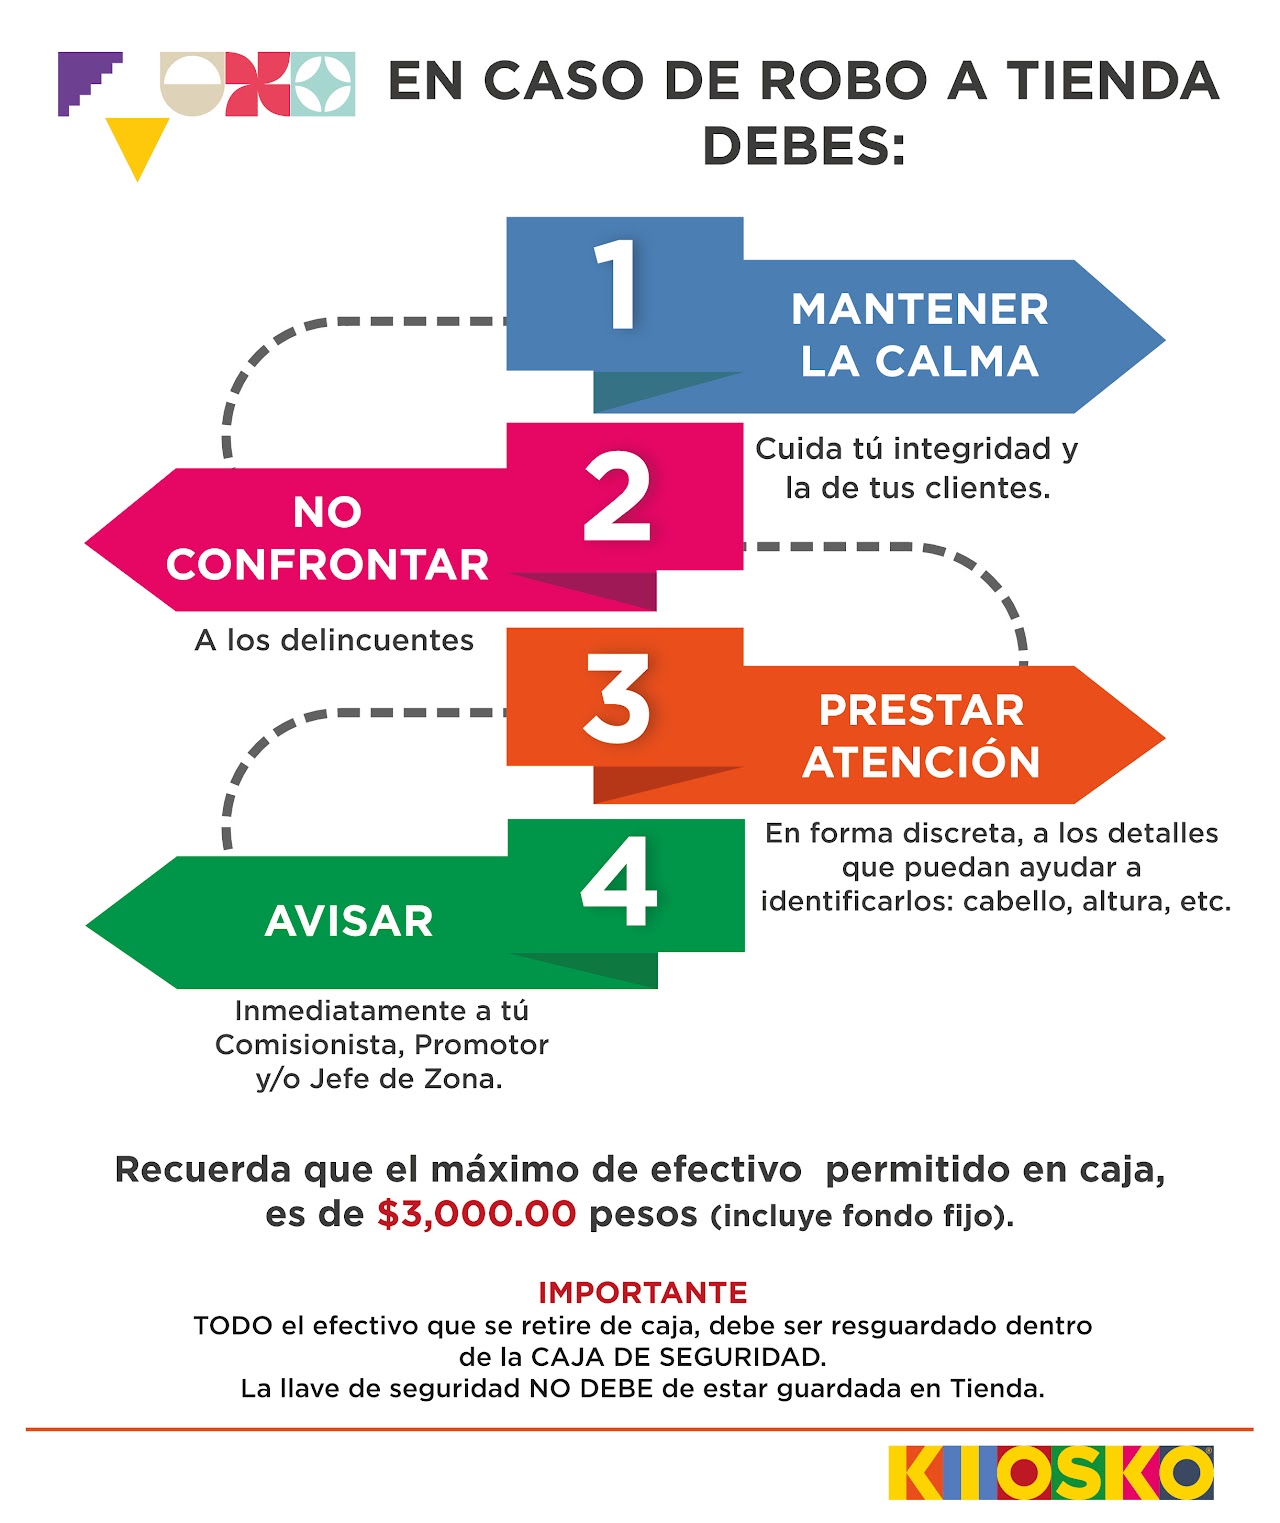 EN CASO DE ROBO A TIENDA
DEBES:
1
MANTENER
LA CALMA
Cuida tú integridad y
la de tus clientes.
2
NO
CONFRONTAR
A los delincuentes
3
PRESTAR
ATENCIÓN
En forma discreta, a los detalles
que puedan ayudar a
identificarlos: cabello, altura, etc.
4
AVISAR
Inmediatamente a tú
Comisionista, Promotor
y/o Jefe de Zona.
Recuerda que el máximo de efectivo  permitido en caja,
es de $3,000.00 pesos (incluye fondo fijo).
IMPORTANTE
TODO el efectivo que se retire de caja, debe ser resguardado dentro
de la CAJA DE SEGURIDAD.
La llave de seguridad NO DEBE de estar guardada en Tienda.
KIOSKO®